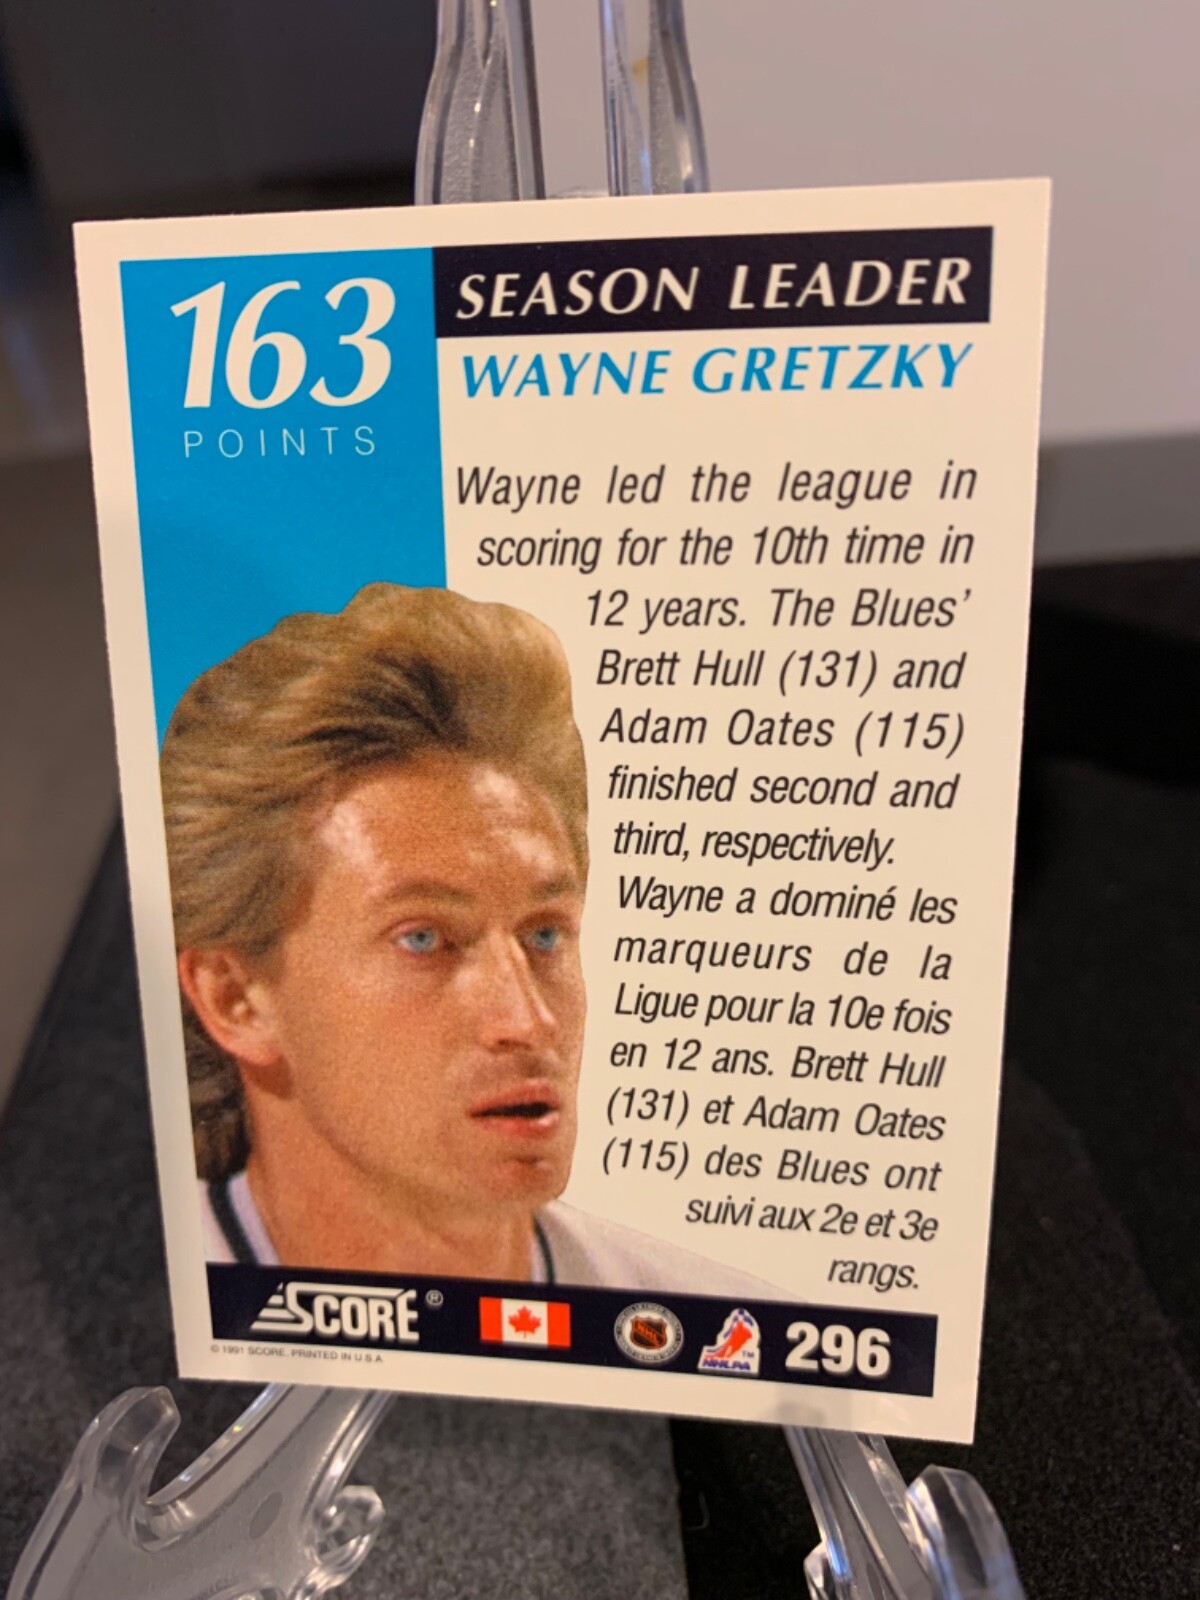 163
POINTS
SEASON LEADER
WAYNE GRETZKY
Wayne led the league in
scoring for the 10th time in
12 years. The Blues'
Brett Hull (131) and
Adam Oates (115)
finished second and
third, respectively.
Wayne a dominé les
marqueurs de la
Ligue pour la 10e fois
en 12 ans. Brett Hull
(131) et Adam Oates
(115) des Blues ont
suivi aux 2e et 3e
rangs.
SCORE®
NHL
NHLPA™
296
© 1991 SCORE, PRINTED IN U.S.A